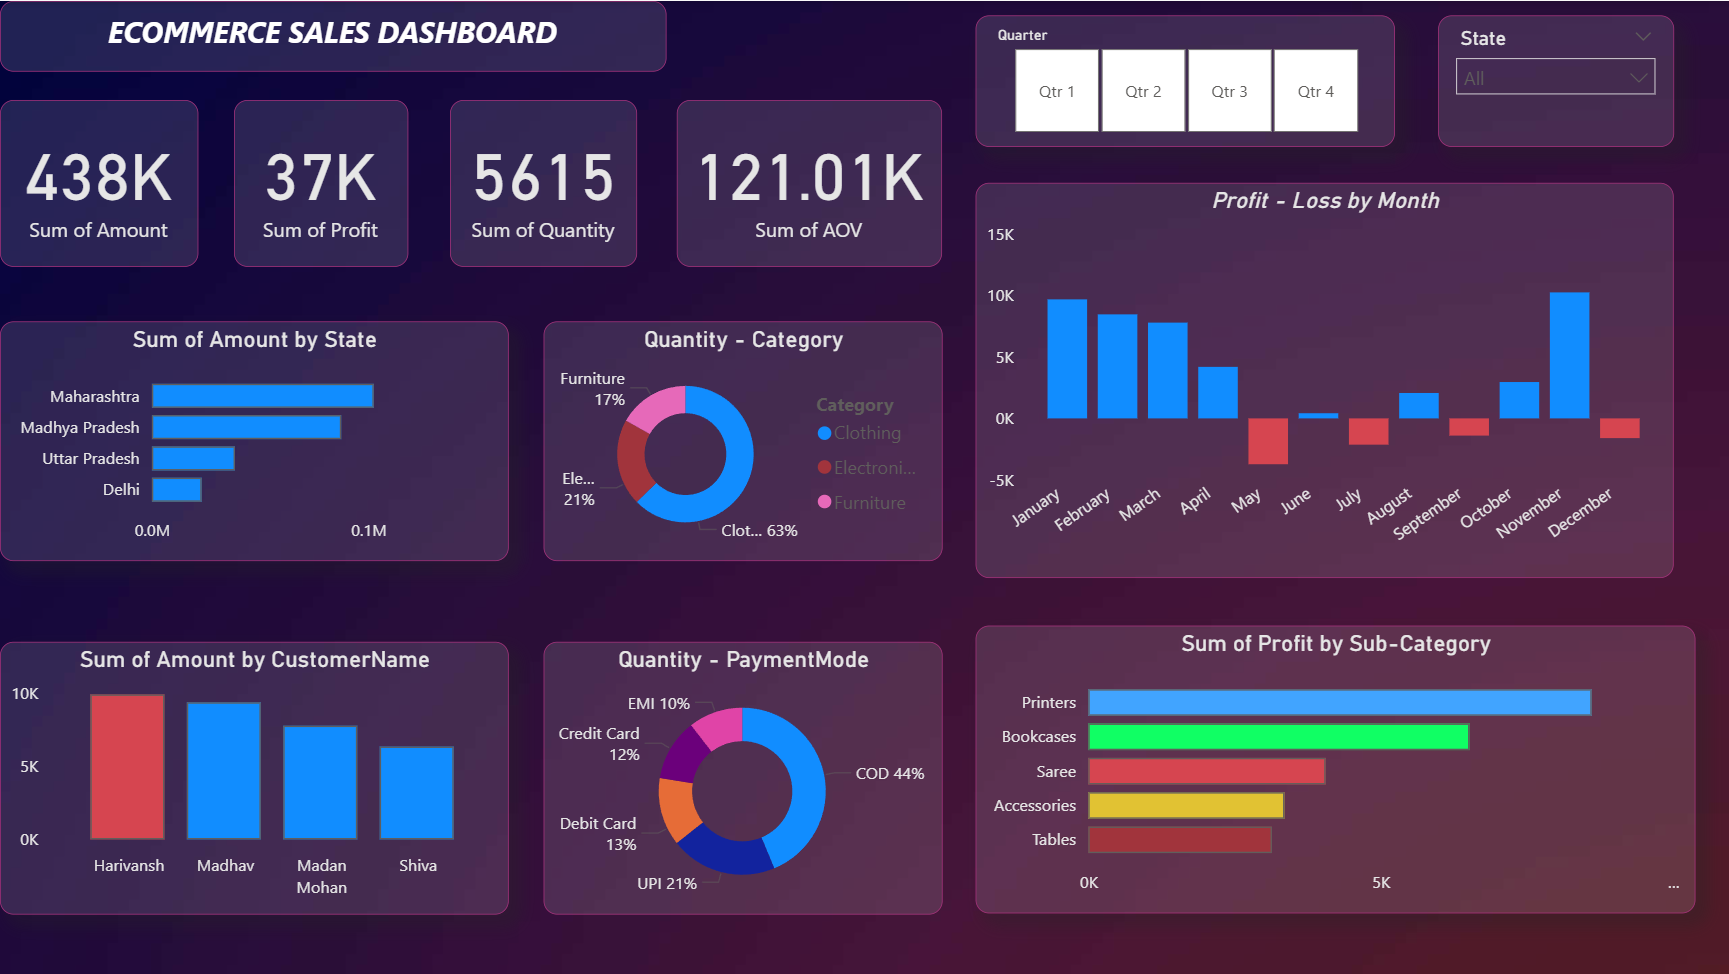 ECOMMERCE SALES DASHBOARD
Quarter
Qtr 1
Qtr 2
Qtr 3
Qtr 4
State
All
438K
Sum of Amount
37K
Sum of Profit
5615
Sum of Quantity
121.01K
Sum of AOV
Profit - Loss by Month
15K
10K
5K
0K
-5K
January
February
March
April
May
June
July
August
September
October
November
December
Sum of Amount by State
Maharashtra
Madhya Pradesh
Uttar Pradesh
Delhi
0.0M
0.1M
Quantity - Category
Furniture
17%
Ele...
21%
Clot... 63%
Category
Clothing
Electroni...
Furniture
Sum of Amount by CustomerName
10K
5K
0K
Harivansh
Madhav
Madan
Mohan
Shiva
Quantity - PaymentMode
EMI 10%
Credit Card
12%
Debit Card
13%
UPI 21%
COD 44%
Sum of Profit by Sub-Category
Printers
Bookcases
Saree
Accessories
Tables
0K
5K
...